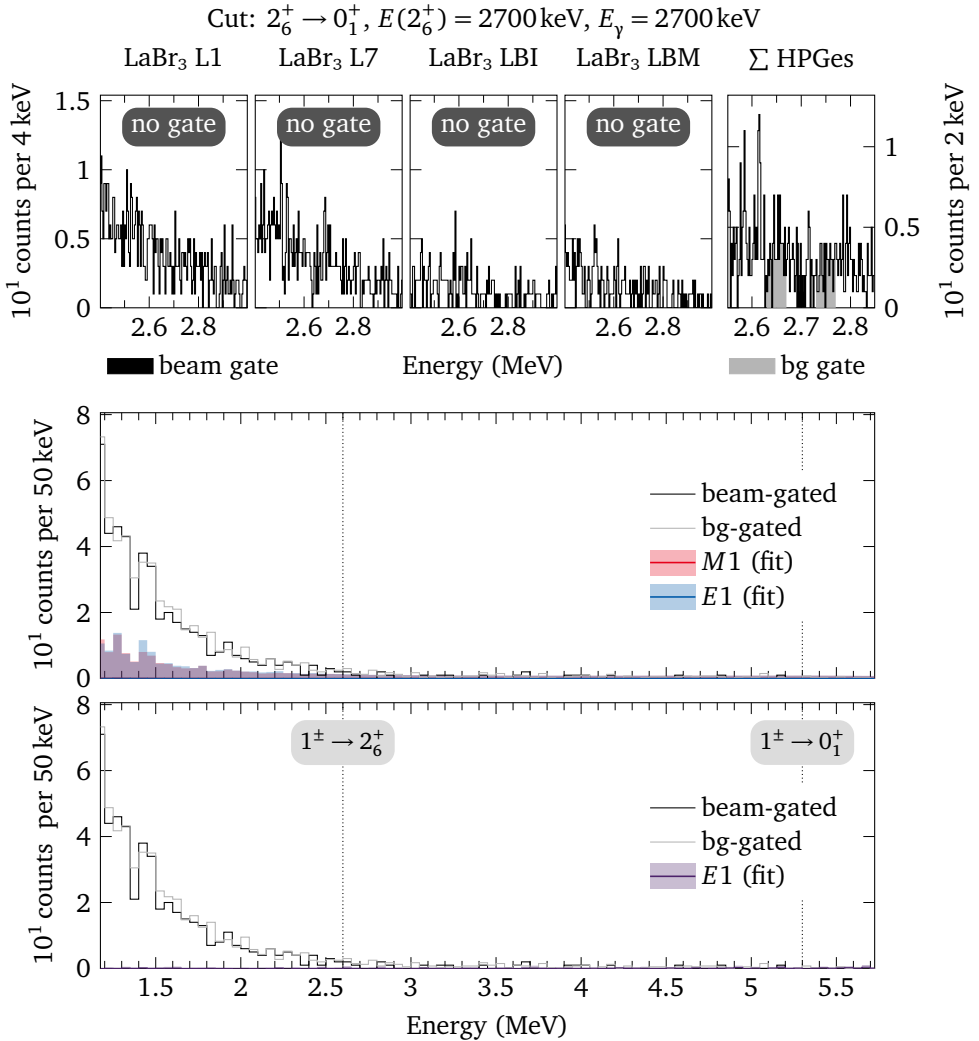 Cut: 2₆⁺ → 0₁⁺, E(2₆⁺) = 2700 keV, Eᵧ = 2700 keV
LaBr₃ L1 LaBr₃ L7 LaBr₃ LBI LaBr₃ LBM ∑ HPGes
no gate no gate no gate no gate
10¹ counts per 4 keV
1.5
1
0.5
0
1
0.5
0
10¹ counts per 2 keV
2.6 2.8 2.6 2.8 2.6 2.8 2.6 2.8 2.6 2.7 2.8
beam gate Energy (MeV) bg gate
10¹ counts per 50 keV
8
6
4
2
0
beam-gated
bg-gated
M1 (fit)
E1 (fit)
10¹ counts per 50 keV
8
6
4
2
0
1± → 2₆⁺ 1± → 0₁⁺
beam-gated
bg-gated
E1 (fit)
1.5 2 2.5 3 3.5 4 4.5 5 5.5
Energy (MeV)